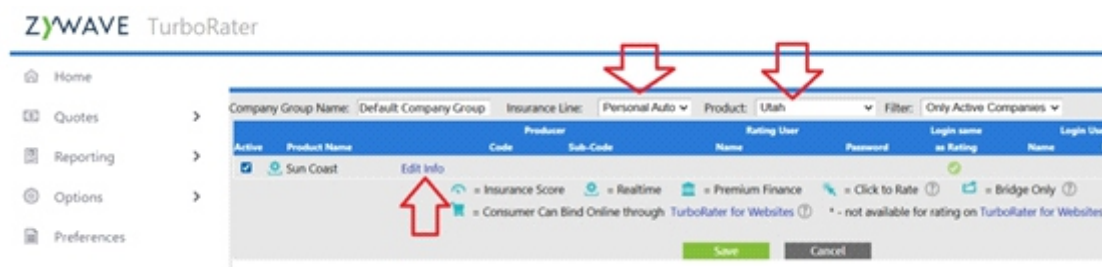 ZYWAVE TurboRater
Home
Quotes
Reporting
Options
Preferences
Company Group Name: Default Company Group Insurance Line: Personal Auto Product: Utah Filter: Only Active Companies
Producer Rating User Login same Login Us
Active Product Name Code Sub-Code Name Password as Rating Name
Sun Coast Edit Info
= Insurance Score = Realtime = Premium Finance = Click to Rate ? = Bridge Only ?
= Consumer Can Bind Online through TurboRater for Websites ? * - not available for rating on TurboRater for Websites
Save Cancel